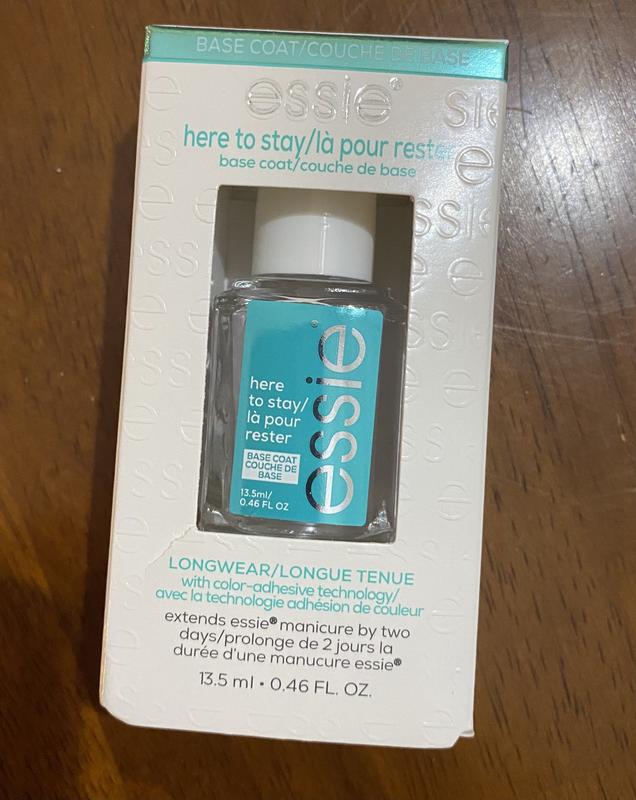 BASE COAT/COUCHE DE BASE
essie®
here to stay/là pour rester
base coat/couche de base
essie
here
to stay/
là pour
rester
BASE COAT
COUCHE DE
BASE
13.5ml/
0.46 FL OZ
LONGWEAR/LONGUE TENUE
with color-adhesive technology/
avec la technologie adhésion de couleur
extends essie® manicure by two
days/prolonge de 2 jours la
durée d'une manucure essie®
13.5 ml • 0.46 FL. OZ.